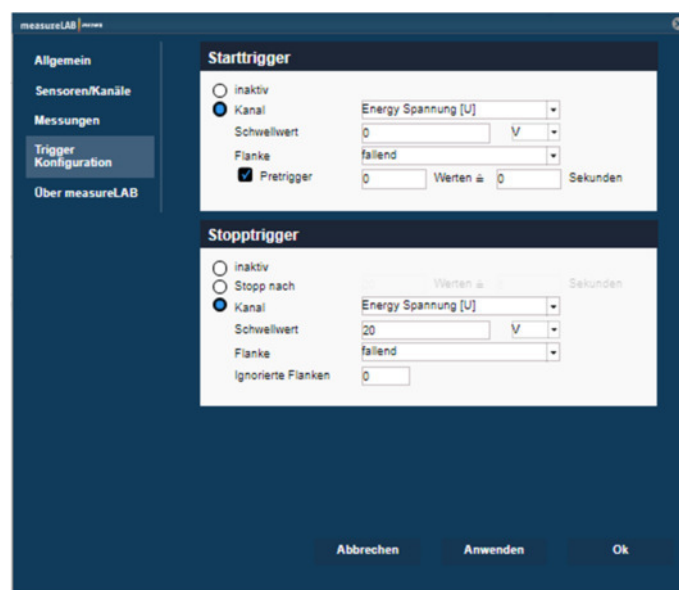 measureLAB
Allgemein
Sensoren/Kanäle
Messungen
Trigger
Konfiguration
Über measureLAB
Starttrigger
inaktiv
Kanal Energy Spannung [U]
Schwellwert 0 V
Flanke fallend
Pretrigger 0 Werten ≙ 0 Sekunden
Stopptrigger
inaktiv
Stopp nach Werten ≙ Sekunden
Kanal Energy Spannung [U]
Schwellwert 20 V
Flanke fallend
Ignorierte Flanken 0
Abbrechen Anwenden Ok